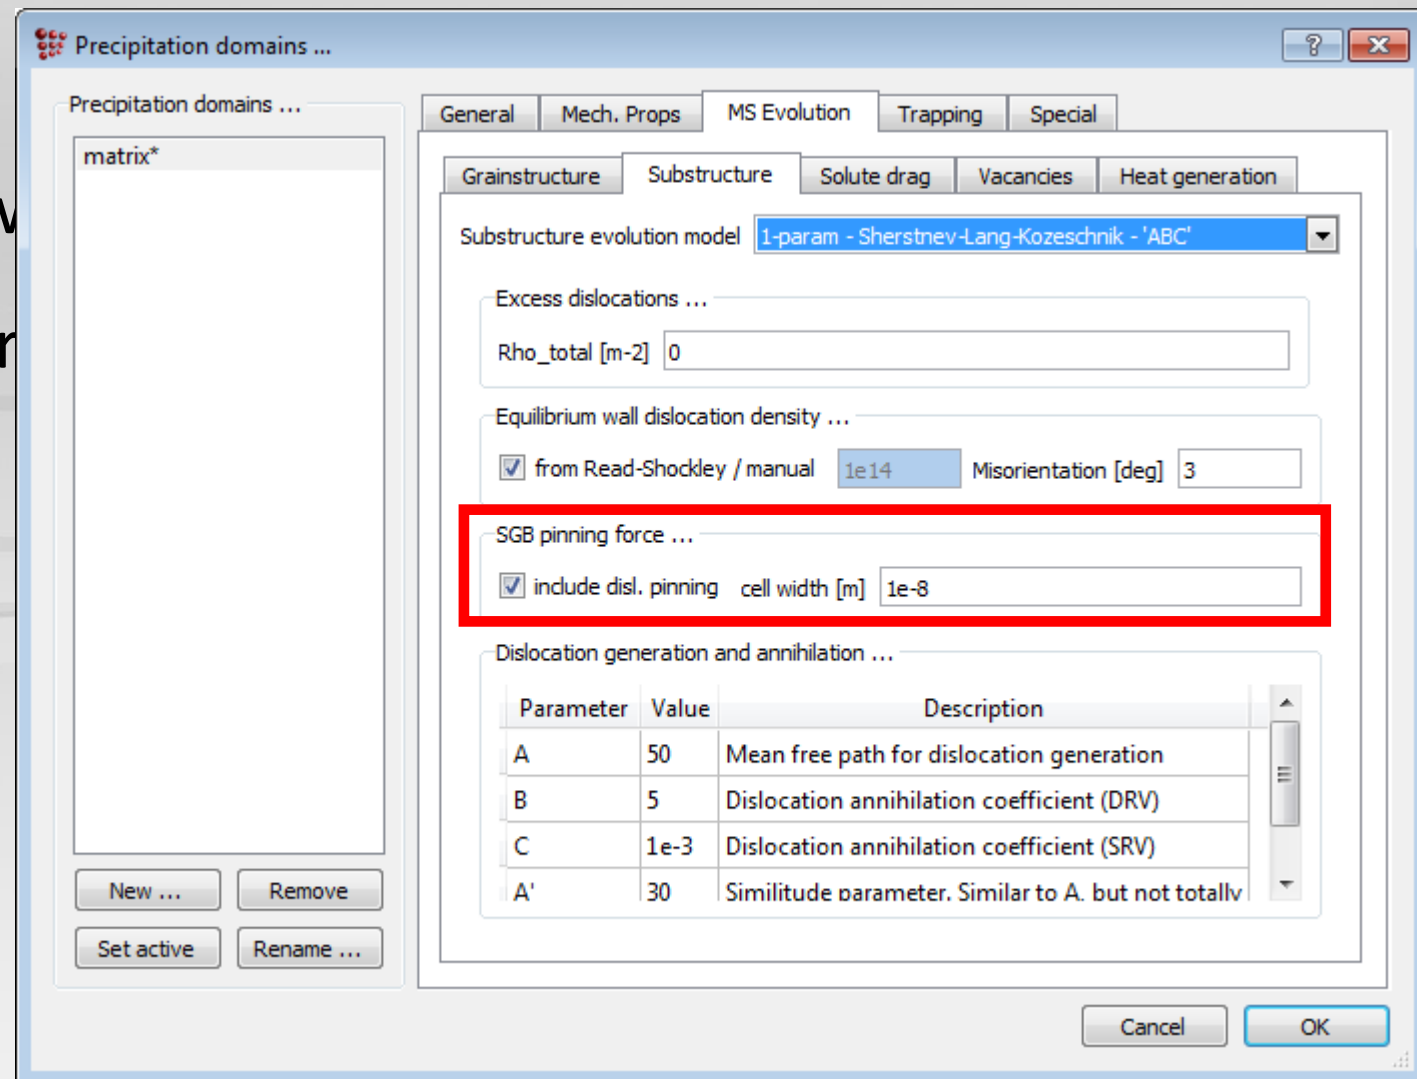 Precipitation domains ...
Precipitation domains ...
matrix*
New ...
Remove
Set active
Rename ...
General
Mech. Props
MS Evolution
Trapping
Special
Grainstructure
Substructure
Solute drag
Vacancies
Heat generation
Substructure evolution model 1-param - Sherstnev-Lang-Kozeschnik - 'ABC'
Excess dislocations ...
Rho_total [m-2] 0
Equilibrium wall dislocation density ...
from Read-Shockley / manual 1e14 Misorientation [deg] 3
SGB pinning force ...
include disl. pinning cell width [m] 1e-8
Dislocation generation and annihilation ...
Parameter Value Description
A 50 Mean free path for dislocation generation
B 5 Dislocation annihilation coefficient (DRV)
C 1e-3 Dislocation annihilation coefficient (SRV)
A' 30 Similitude parameter. Similar to A, but not totally
Cancel
OK